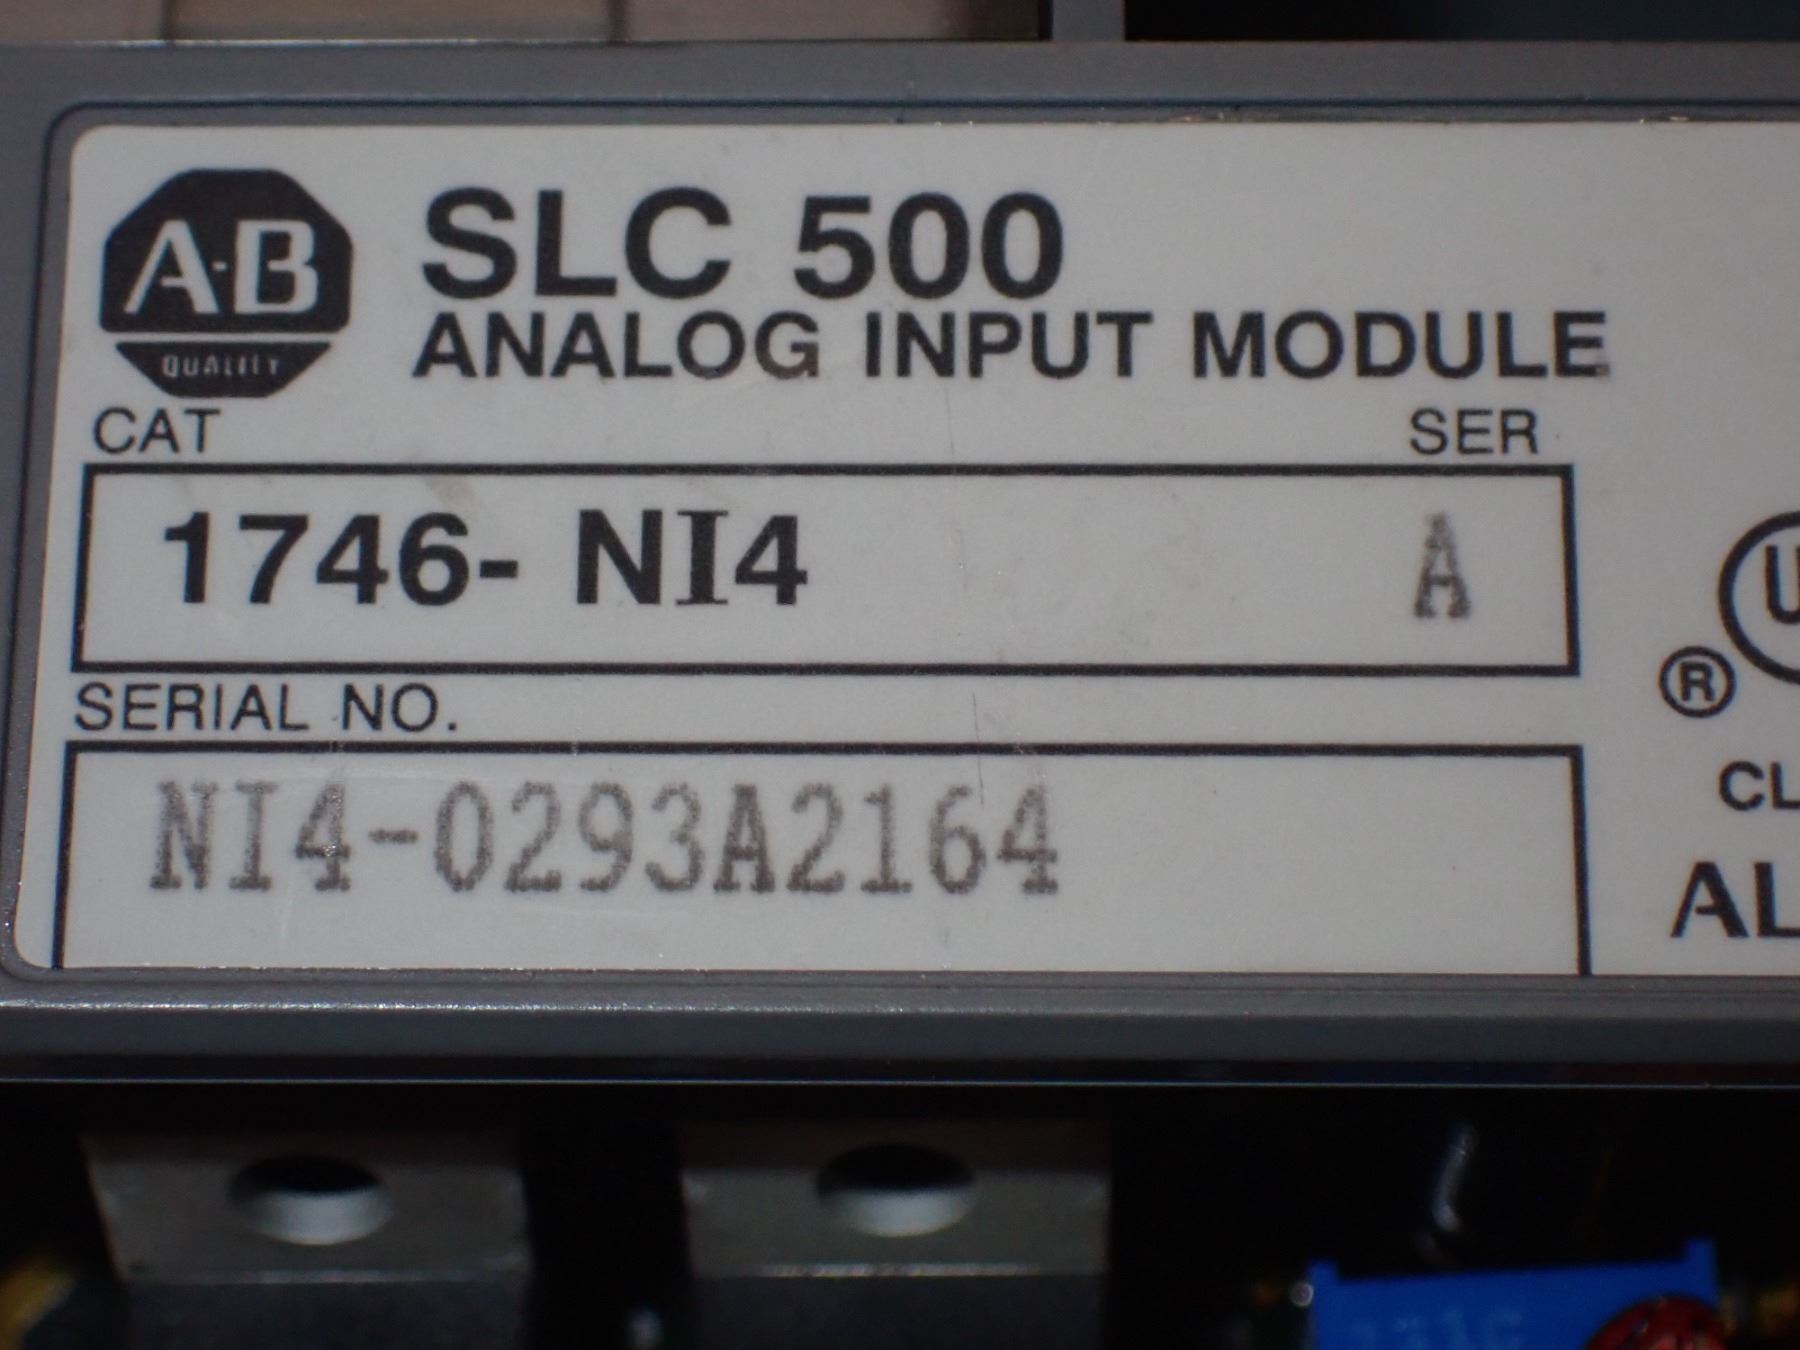 A-B
QUALITY
SLC 500
ANALOG INPUT MODULE
CAT
SER
1746- NI4
A
SERIAL NO.
NI4-0293A2164
®
U
CL
AL